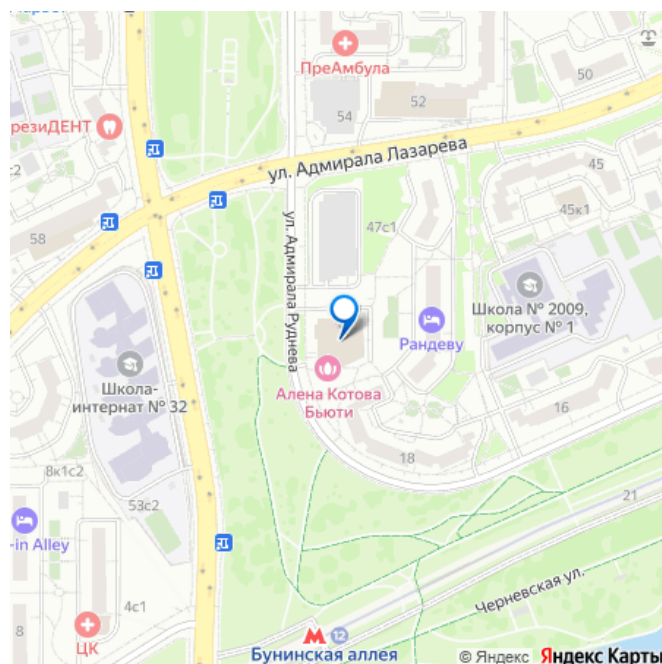 ПреАмбула
50
52
54
резиДЕНТ
ул. Адмирала Лазарева
45
с2
45к1
47с1
58
ул. Адмирала Руднева
Школа № 2009,
корпус № 1
Рандеву
Школа-
интернат № 32
Алена Котова
Бьюти
16
18
8к1с2
21
53с2
-in Alley
Черневская ул.
4с1
8
ЦК
12
Бунинская аллея
© Яндекс Яндекс Карты